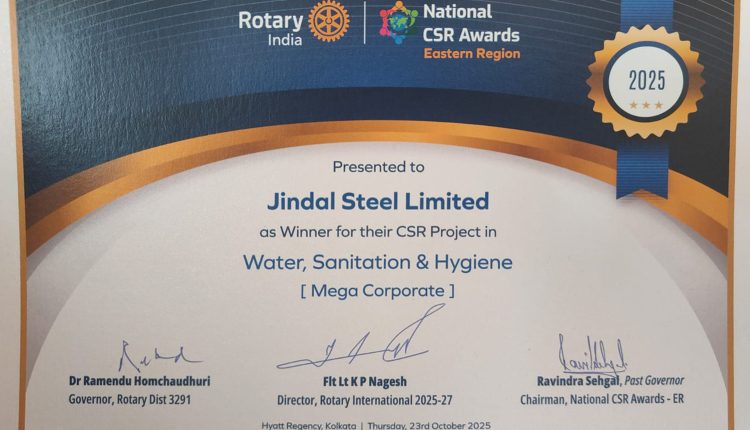 Rotary
India
National
CSR Awards
Eastern Region
2025
Presented to
Jindal Steel Limited
as Winner for their CSR Project in
Water, Sanitation & Hygiene
[ Mega Corporate ]
Dr Ramendu Homchaudhuri
Governor, Rotary Dist 3291
Flt Lt K P Nagesh
Director, Rotary International 2025-27
Ravindra Sehgal, Past Governor
Chairman, National CSR Awards - ER
Hyatt Regency, Kolkata | Thursday, 23rd October 2025